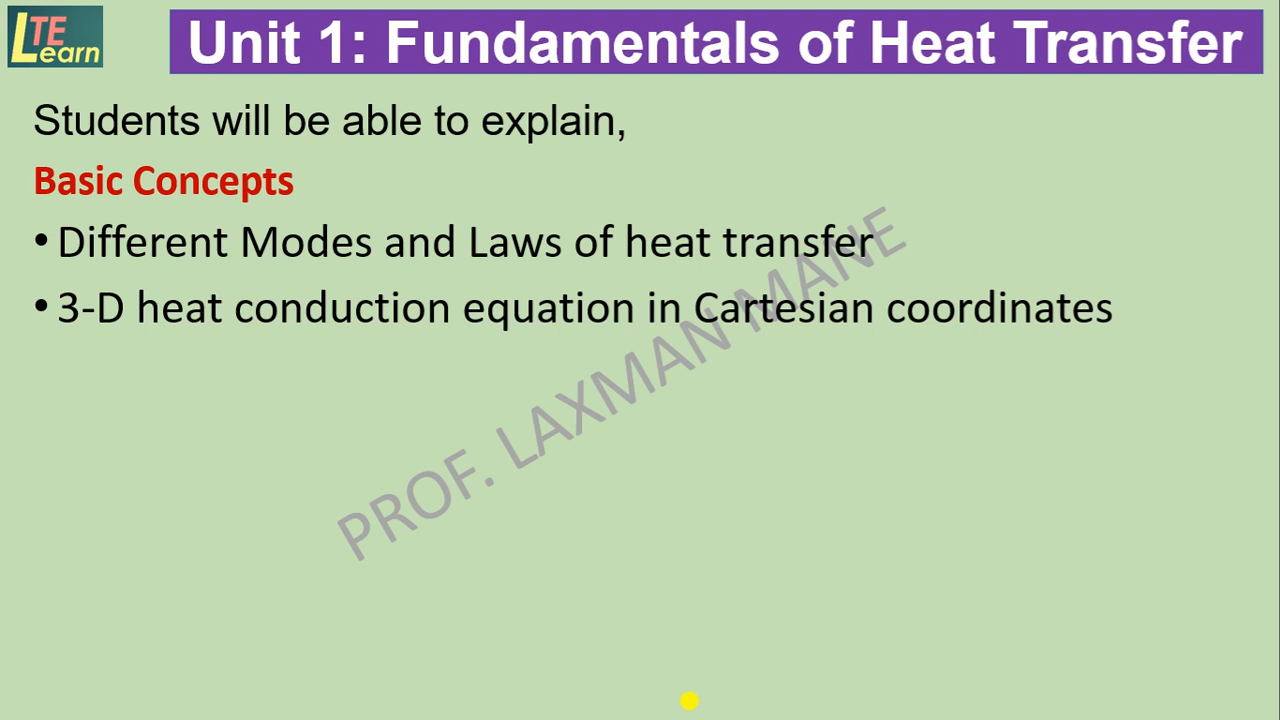 LTE Learn
Unit 1: Fundamentals of Heat Transfer
Students will be able to explain,
Basic Concepts
• Different Modes and Laws of heat transfer
• 3-D heat conduction equation in Cartesian coordinates
PROF. LAXMAN MANE